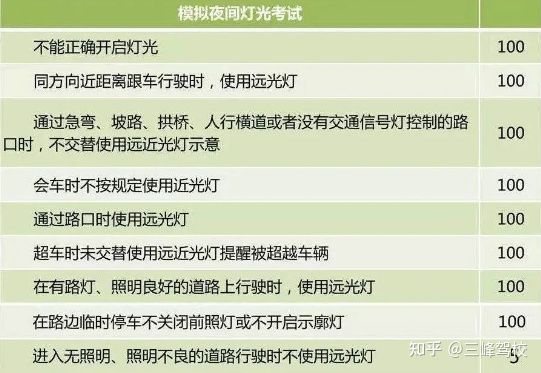 模拟夜间灯光考试
不能正确开启灯光 100
同方向近距离跟车行驶时，使用远光灯 100
通过急弯、坡路、拱桥、人行横道或者没有交通信号灯控制的路
口时，不交替使用远近光灯示意 100
会车时不按规定使用近光灯 100
通过路口时使用远光灯 100
超车时未交替使用远近光灯提醒被超越车辆 100
在有路灯、照明良好的道路上行驶时，使用远光灯 100
在路边临时停车不关闭前照灯或不开启示廓灯 100
进入无照明、照明不良的道路行驶时不使用远光灯 5
知乎 @三峰驾校